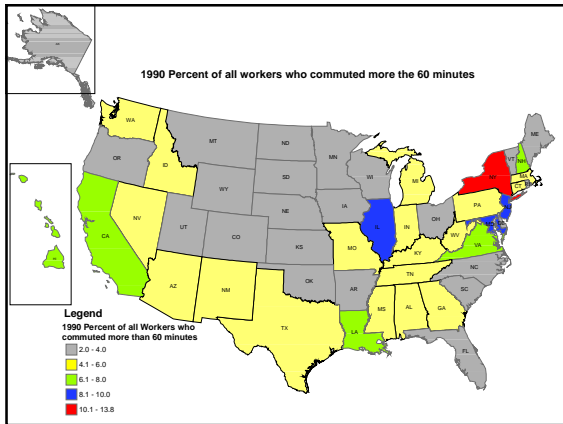 1990 Percent of all workers who commuted more the 60 minutes
WA
MT
ND
MN
ME
OR
ID
SD
WI
VT
NH
NY
MA
CT
WY
MI
IA
PA
NE
NV
IL
IN
OH
UT
CO
KS
MO
WV
VA
KY
CA
NC
TN
OK
AR
SC
AZ
NM
MS
AL
GA
TX
LA
FL
Legend
1990 Percent of all Workers who
commuted more than 60 minutes
2.0 - 4.0
4.1 - 6.0
6.1 - 8.0
8.1 - 10.0
10.1 - 13.8